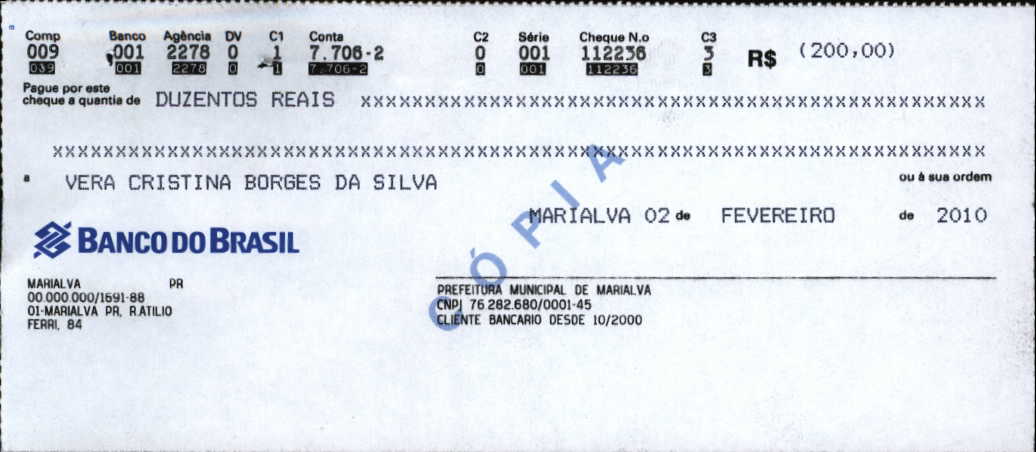 Comp Banco Agência DV C1 Conta C2 Série Cheque N.o C3
009 001 2278 0 1 7.706-2 0 001 112236 3 R$ (200,00)
039 001 2278 0 1 7.706-2 0 001 112236 3
Pague por este
cheque a quantia de DUZENTOS REAIS XXXXXXXXXXXXXXXXXXXXXXXXXXXXXXXXXXXXXXXXXXXXXXXXXXXXXXXXXX
XXXXXXXXXXXXXXXXXXXXXXXXXXXXXXXXXXXXXXXXXXXXXXXXXXXXXXXXXXXXXXXXXXXXXXXXXXXXXXXXXXXXXX
a VERA CRISTINA BORGES DA SILVA ou à sua ordem
MARIALVA 02 de FEVEREIRO de 2010
BANCO DO BRASIL
MARIALVA PR
00.000.000/1691-88
01-MARIALVA PR, R.ATILIO
FERRI, 84
PREFEITURA MUNICIPAL DE MARIALVA
CNPJ 76.282.680/0001-45
CLIENTE BANCARIO DESDE 10/2000
CÓPIA